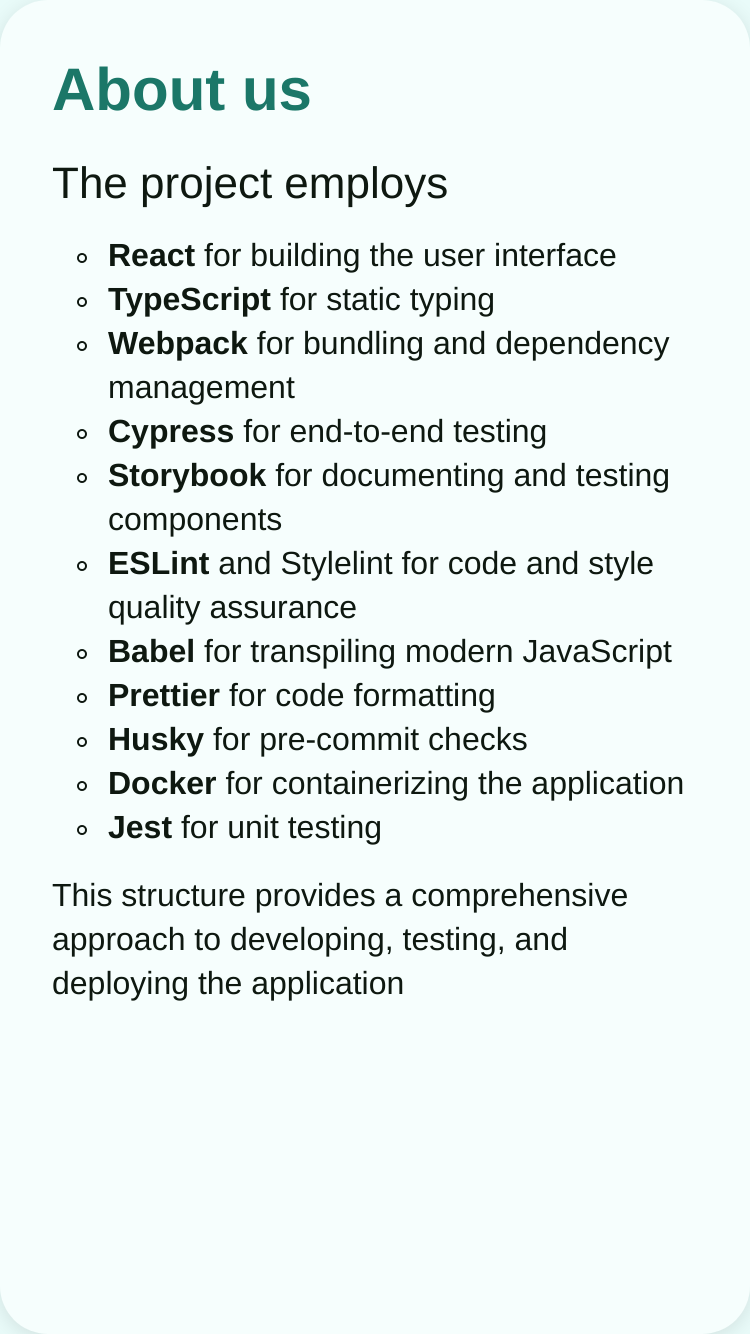 About us
The project employs
React for building the user interface
TypeScript for static typing
Webpack for bundling and dependency
management
Cypress for end-to-end testing
Storybook for documenting and testing
components
ESLint and Stylelint for code and style
quality assurance
Babel for transpiling modern JavaScript
Prettier for code formatting
Husky for pre-commit checks
Docker for containerizing the application
Jest for unit testing
This structure provides a comprehensive
approach to developing, testing, and
deploying the application